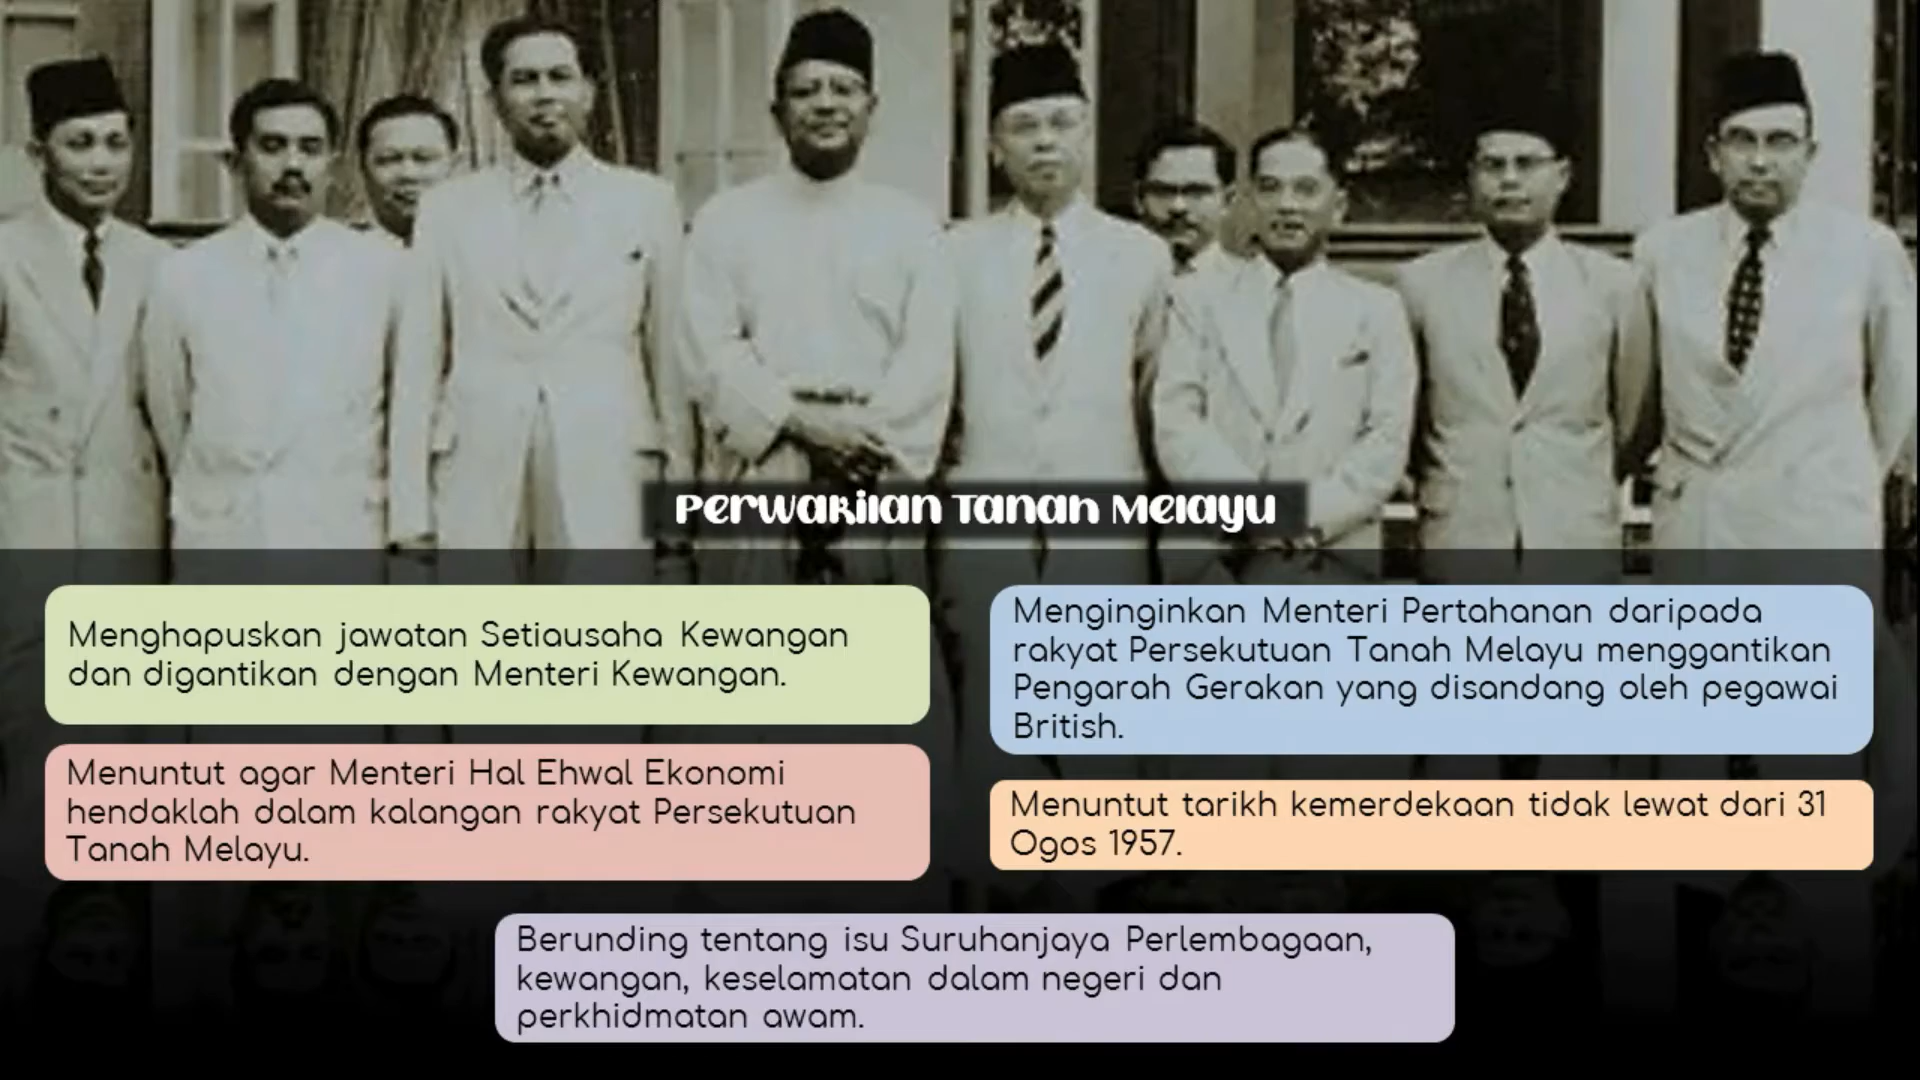 Perwakilan Tanah Melayu
Menghapuskan jawatan Setiausaha Kewangan
dan digantikan dengan Menteri Kewangan.
Menuntut agar Menteri Hal Ehwal Ekonomi
hendaklah dalam kalangan rakyat Persekutuan
Tanah Melayu.
Menginginkan Menteri Pertahanan daripada
rakyat Persekutuan Tanah Melayu menggantikan
Pengarah Gerakan yang disandang oleh pegawai
British.
Menuntut tarikh kemerdekaan tidak lewat dari 31
Ogos 1957.
Berunding tentang isu Suruhanjaya Perlembagaan,
kewangan, keselamatan dalam negeri dan
perkhidmatan awam.